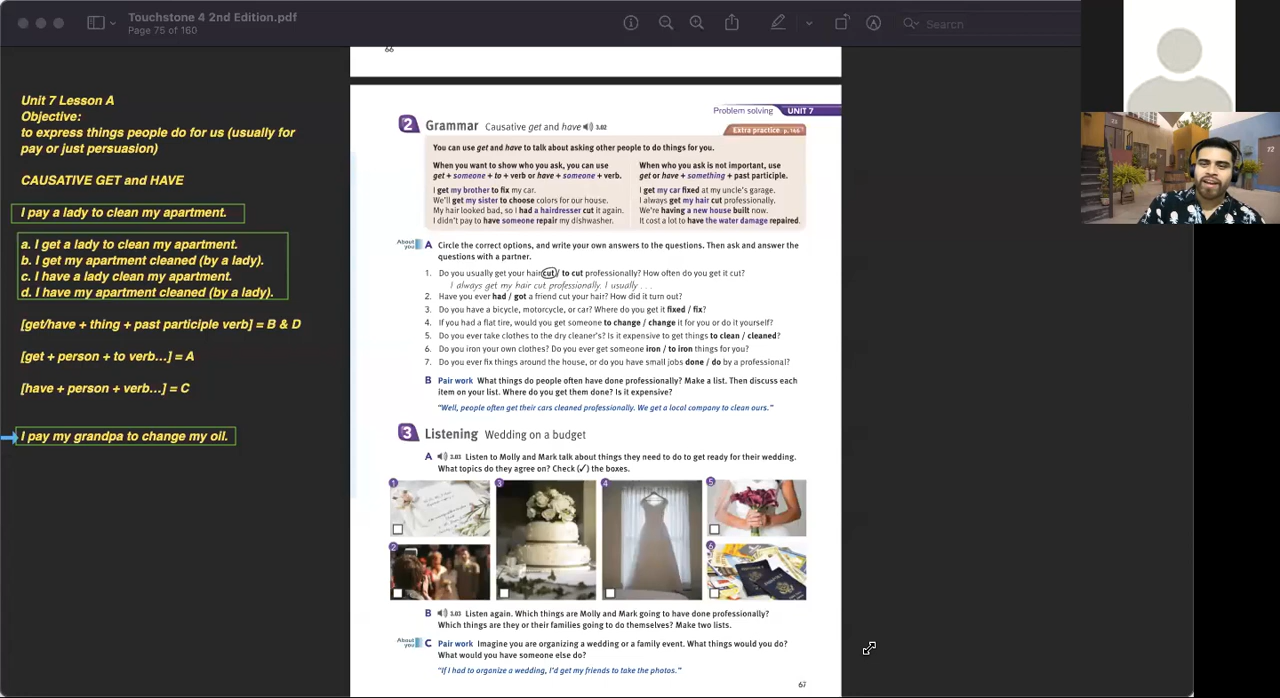 Touchstone 4 2nd Edition.pdf
Page 75 of 160
Search
Unit 7 Lesson A
Objective:
to express things people do for us (usually for
pay or just persuasion)
CAUSATIVE GET and HAVE
I pay a lady to clean my apartment.
a. I get a lady to clean my apartment.
b. I get my apartment cleaned (by a lady).
c. I have a lady clean my apartment.
d. I have my apartment cleaned (by a lady).
[get/have + thing + past participle verb] = B & D
[get + person + to verb...] = A
[have + person + verb...] = C
I pay my grandpa to change my oil.
66
Problem solving UNIT 7
2 Grammar Causative get and have 3.02
Extra practice, p.166
You can use get and have to talk about asking other people to do things for you.
When you want to show who you ask, you can use
get + someone + to + verb or have + someone + verb.
I get my brother to fix my car.
We'll get my sister to choose colors for our house.
My hair looked bad, so I had a hairdresser cut it again.
I didn't pay to have someone repair my dishwasher.
When who you ask is not important, use
get or have + something + past participle.
I get my car fixed at my uncle's garage.
I always get my hair cut professionally.
We're having a new house built now.
It cost a lot to have the water damage repaired.
About you A Circle the correct options, and write your own answers to the questions. Then ask and answer the
questions with a partner.
1. Do you usually get your hair cut / to cut professionally? How often do you get it cut?
I always get my hair cut professionally. I usually . . .
2. Have you ever had / got a friend cut your hair? How did it turn out?
3. Do you have a bicycle, motorcycle, or car? Where do you get it fixed / fix?
4. If you had a flat tire, would you get someone to change / change it for you or do it yourself?
5. Do you ever take clothes to the dry cleaner's? Is it expensive to get things to clean / cleaned?
6. Do you iron your own clothes? Do you ever get someone iron / to iron things for you?
7. Do you ever fix things around the house, or do you have small jobs done / do by a professional?
B Pair work What things do people often have done professionally? Make a list. Then discuss each
item on your list. Where do you get them done? Is it expensive?
"Well, people often get their cars cleaned professionally. We get a local company to clean ours."
3 Listening Wedding on a budget
A 3.03 Listen to Molly and Mark talk about things they need to do to get ready for their wedding.
What topics do they agree on? Check (✓) the boxes.
1
3
4
5
2
6
B 3.03 Listen again. Which things are Molly and Mark going to have done professionally?
Which things are they or their families going to do themselves? Make two lists.
About you C Pair work Imagine you are organizing a wedding or a family event. What things would you do?
What would you have someone else do?
"If I had to organize a wedding, I'd get my friends to take the photos."
67